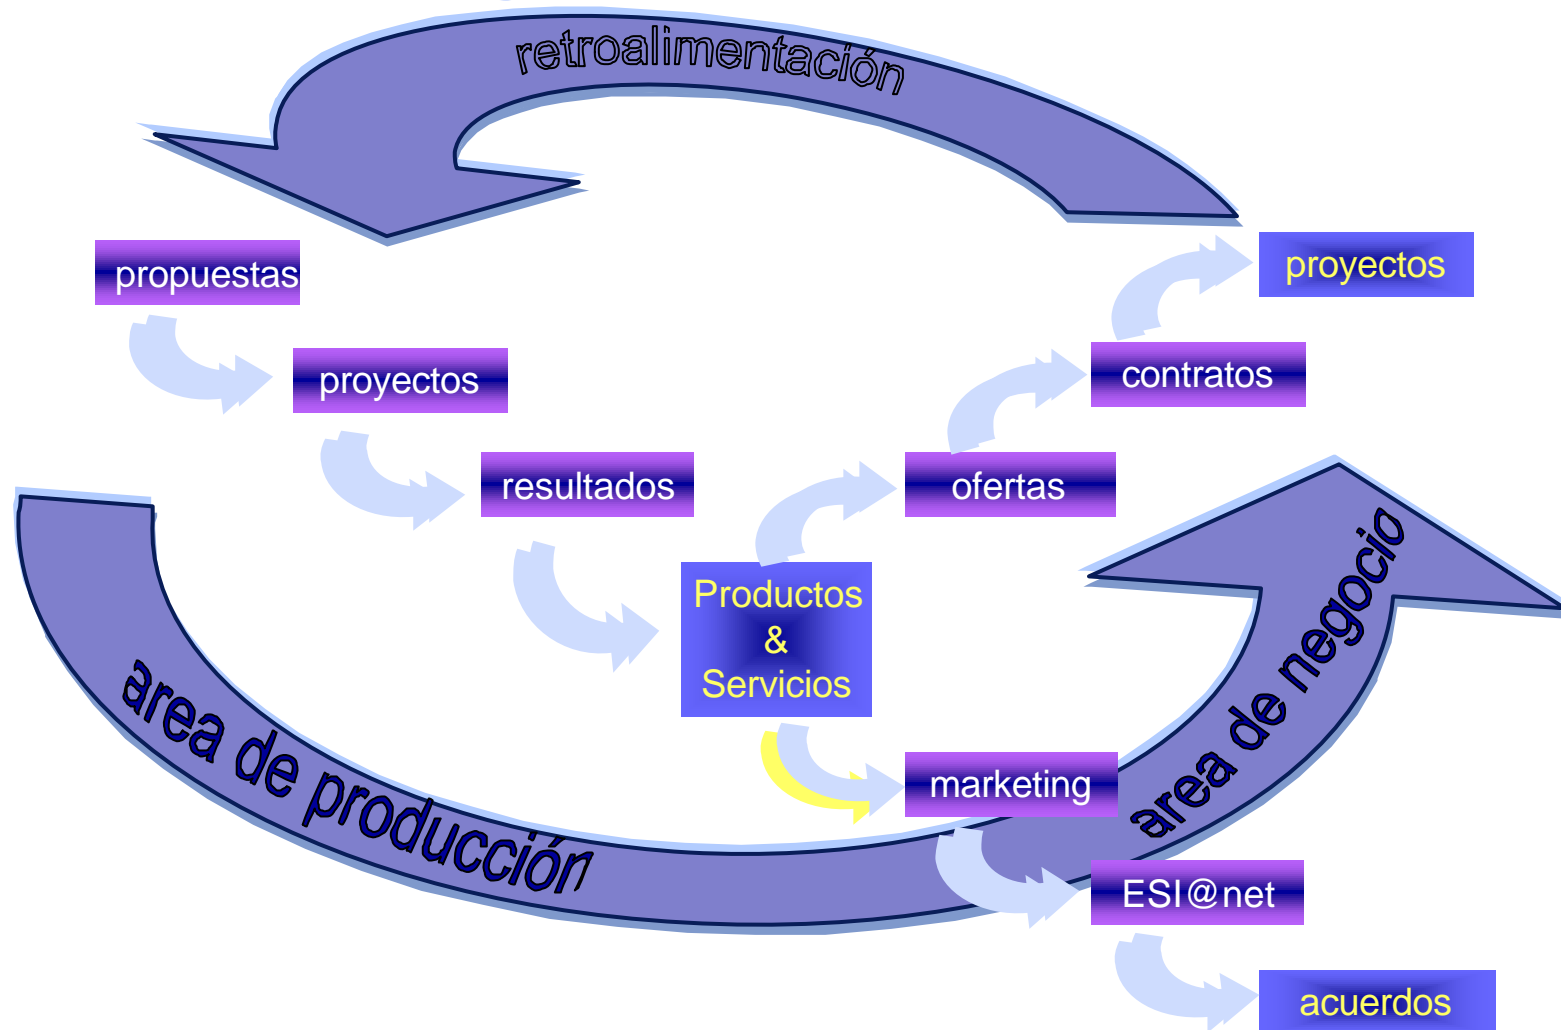 retroalimentación
propuestas
proyectos
proyectos
contratos
resultados
ofertas
Productos
&
Servicios
marketing
area de producción
area de negocio
ESI@net
acuerdos